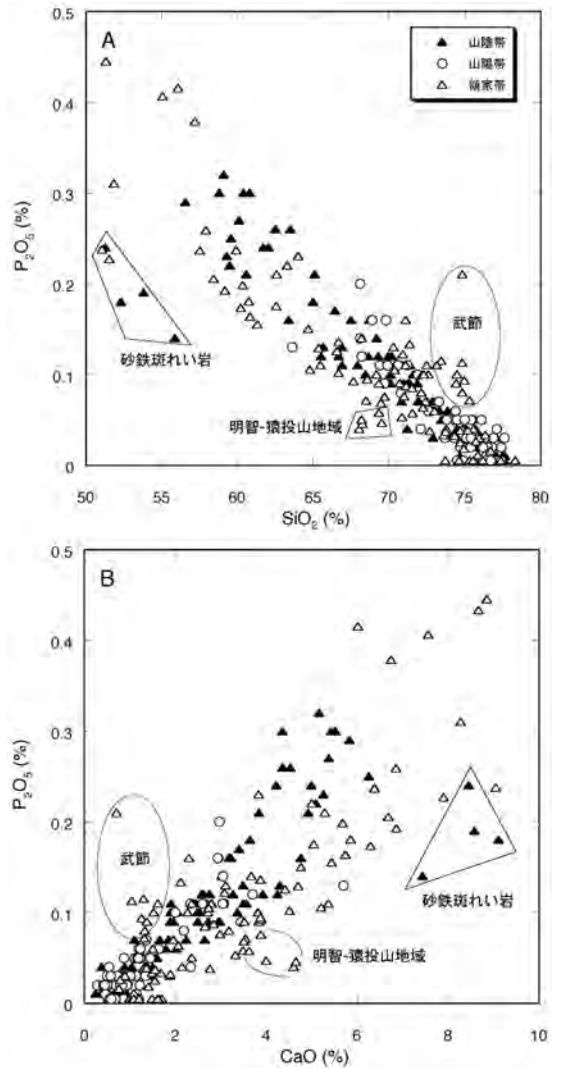 A
山陰帯
山陽帯
領家帯
0.5
0.4
0.3
0.2
0.1
0
P2O5 (%)
砂鉄斑れい岩
武節
明智-猿投山地域
50 55 60 65 70 75 80
SiO2 (%)
B
0.5
0.4
0.3
0.2
0.1
0
P2O5 (%)
武節
砂鉄斑れい岩
明智-猿投山地域
0 2 4 6 8 10
CaO (%)